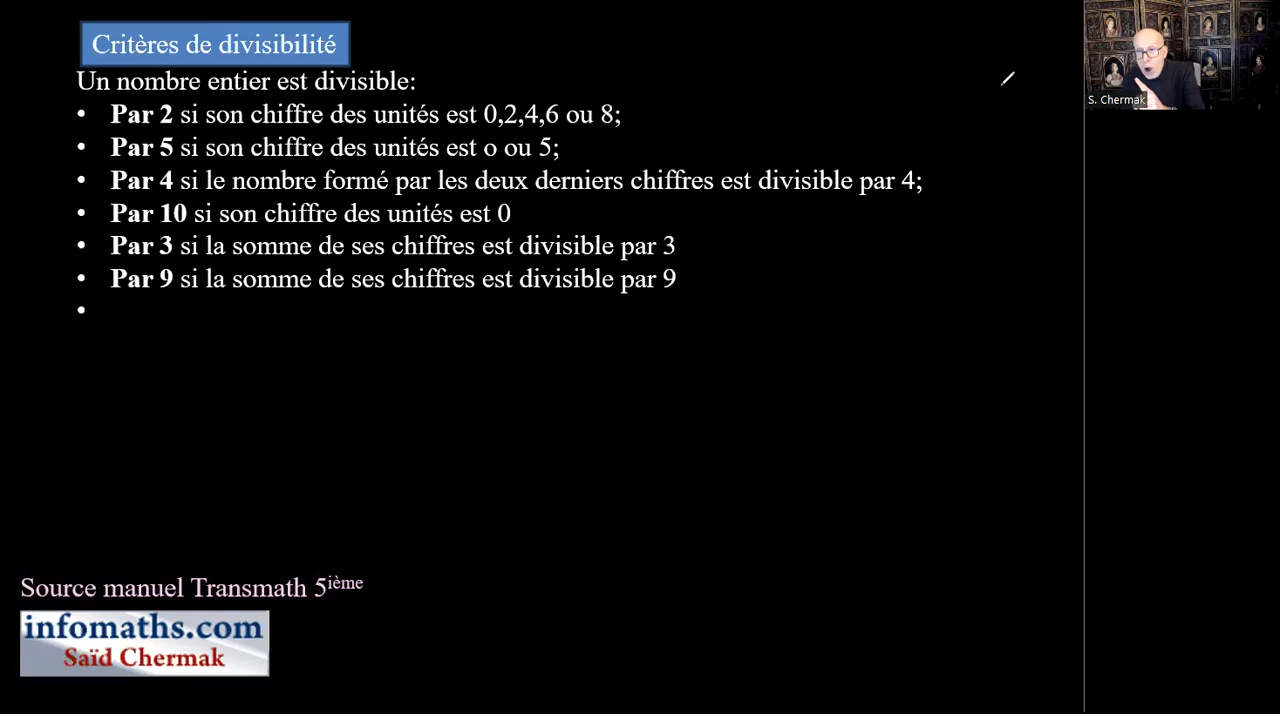 Critères de divisibilité
Un nombre entier est divisible:
• Par 2 si son chiffre des unités est 0,2,4,6 ou 8;
• Par 5 si son chiffre des unités est o ou 5;
• Par 4 si le nombre formé par les deux derniers chiffres est divisible par 4;
• Par 10 si son chiffre des unités est 0
• Par 3 si la somme de ses chiffres est divisible par 3
• Par 9 si la somme de ses chiffres est divisible par 9
•
S. Chermak
Source manuel Transmath 5ième
infomaths.com
Saïd Chermak